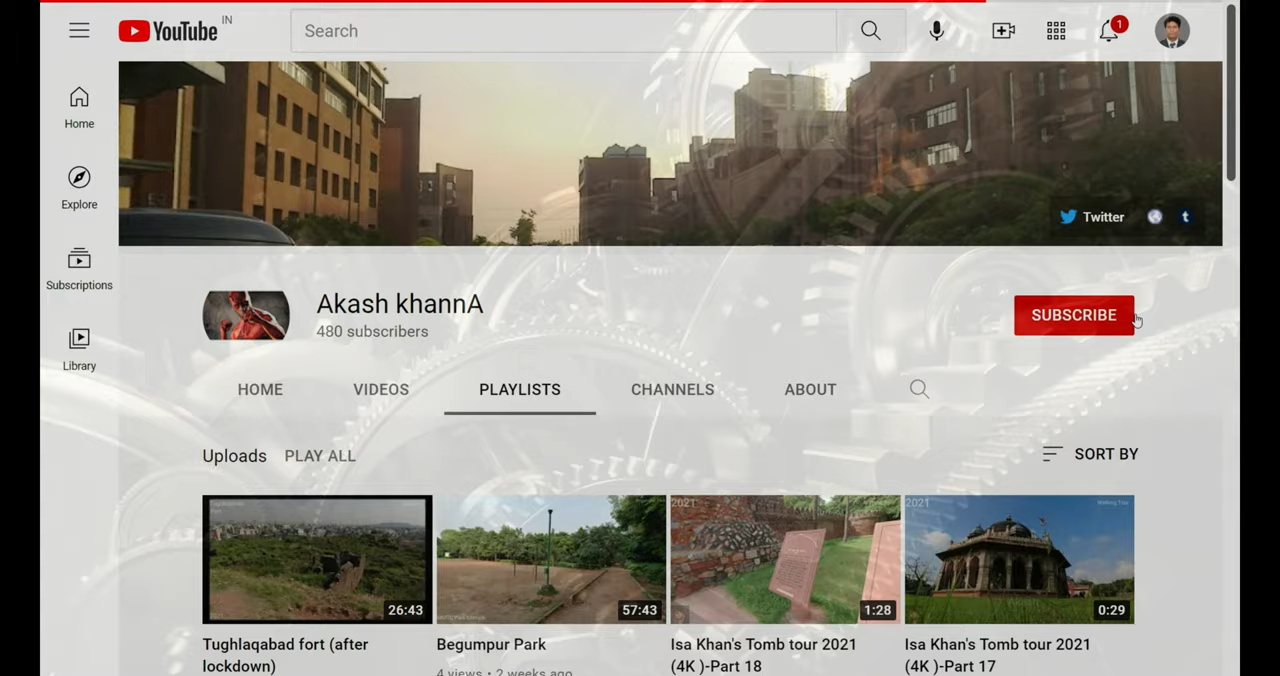 YouTube IN
Search
1
Home
Explore
Subscriptions
Library
Twitter
t
Akash khannA
480 subscribers
SUBSCRIBE
HOME VIDEOS PLAYLISTS CHANNELS ABOUT
Uploads PLAY ALL SORT BY
26:43
57:43
2021
1:28
2021
Walking Tour
0:29
Tughlaqabad fort (after
lockdown)
Begumpur Park
4 views • 2 weeks ago
Isa Khan's Tomb tour 2021
(4K )-Part 18
Isa Khan's Tomb tour 2021
(4K )-Part 17